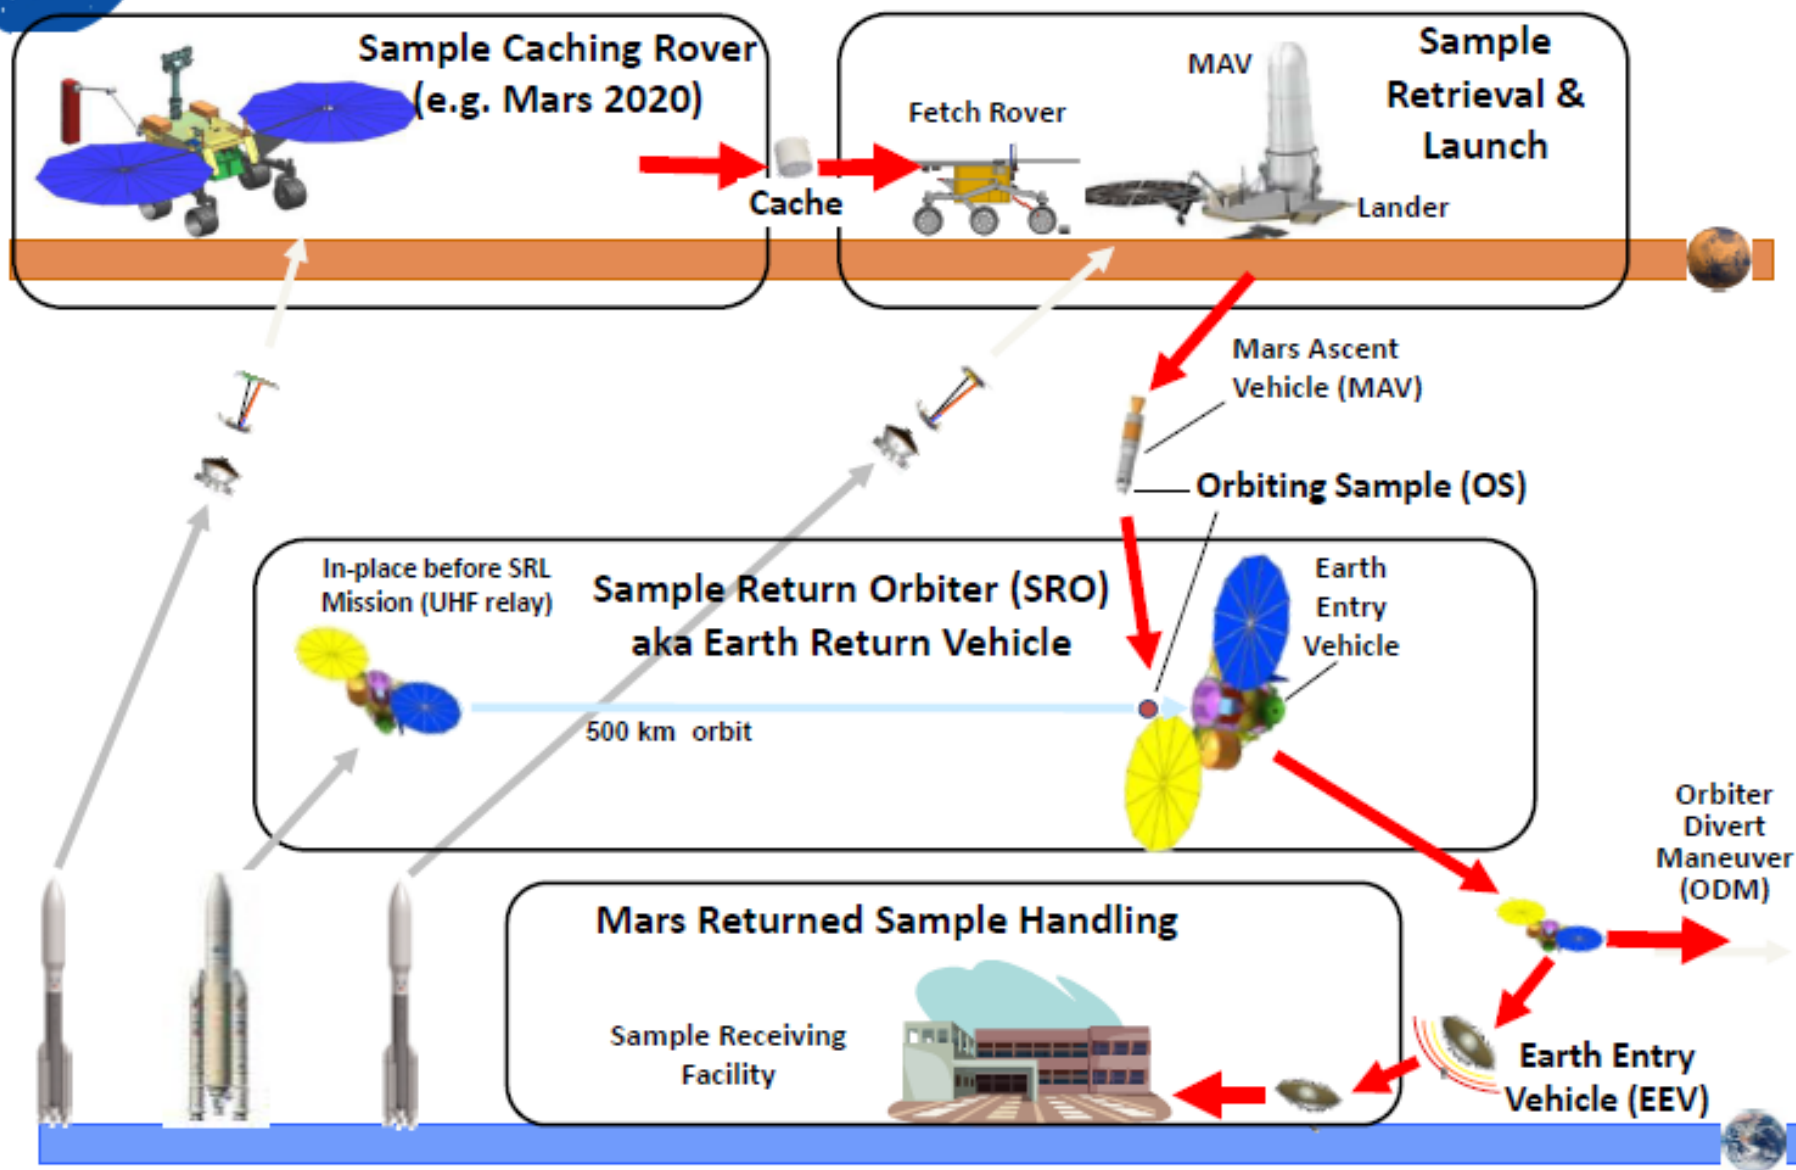 Sample Caching Rover
(e.g. Mars 2020)
Cache
Sample
Retrieval &
Launch
MAV
Fetch Rover
Lander
Mars Ascent
Vehicle (MAV)
Orbiting Sample (OS)
In-place before SRL
Mission (UHF relay)
Sample Return Orbiter (SRO)
aka Earth Return Vehicle
Earth
Entry
Vehicle
500 km orbit
Orbiter
Divert
Maneuver
(ODM)
Mars Returned Sample Handling
Sample Receiving
Facility
Earth Entry
Vehicle (EEV)